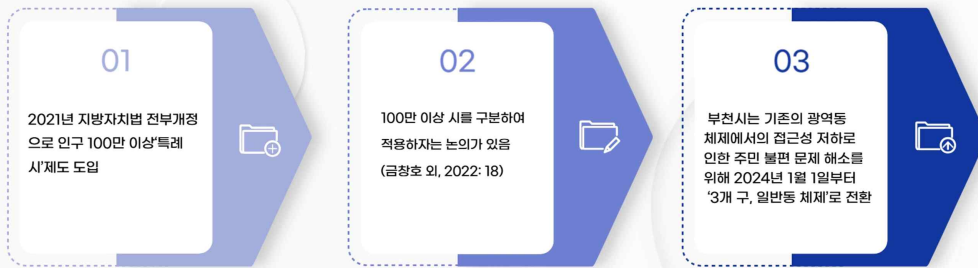 01
2021년 지방자치법 전부개정
으로 인구 100만 이상'특례
시'제도 도입
02
100만 이상 시를 구분하여
적용하자는 논의가 있음
(금창호 외, 2022: 18)
03
부천시는 기존의 광역동
체제에서의 접근성 저하로
인한 주민 불편 문제 해소를
위해 2024년 1월 1일부터
'3개 구, 일반동 체제'로 전환